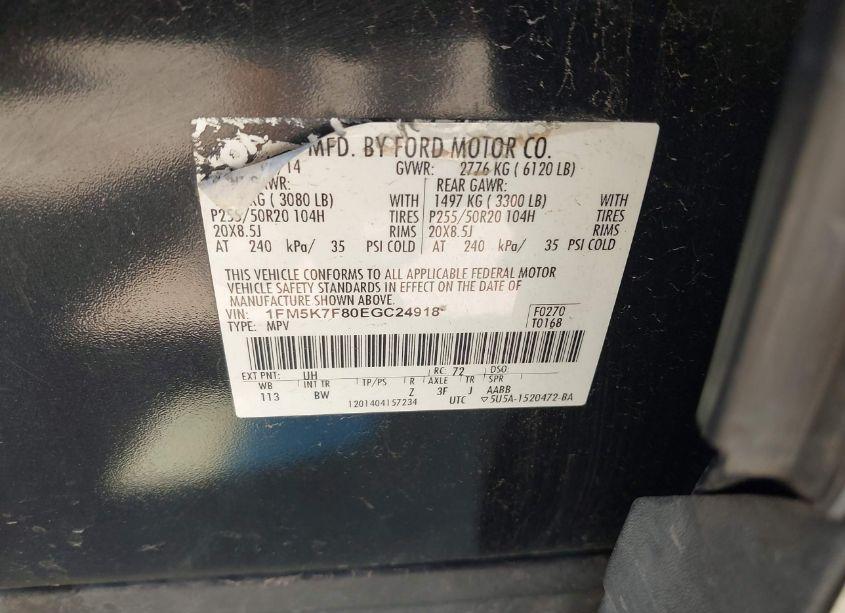 MFD. BY FORD MOTOR CO.
/14 GVWR: 2776 KG ( 6120 LB)
GAWR: REAR GAWR:
KG ( 3080 LB) WITH 1497 KG ( 3300 LB) WITH
P255/50R20 104H TIRES P255/50R20 104H TIRES
20X8.5J RIMS 20X8.5J RIMS
AT 240 kPa/ 35 PSI COLD AT 240 kPa/ 35 PSI COLD
THIS VEHICLE CONFORMS TO ALL APPLICABLE FEDERAL MOTOR
VEHICLE SAFETY STANDARDS IN EFFECT ON THE DATE OF
MANUFACTURE SHOWN ABOVE.
VIN: 1FM5K7F80EGC24918 F0270
TYPE: MPV T0168
EXT PNT: UH RC: 72 DSO:
WB INT TR TP/PS R AXLE TR SPR
113 BW Z 3F J AABB
1201404157234 UTC ▽5U5A-1520472-BA